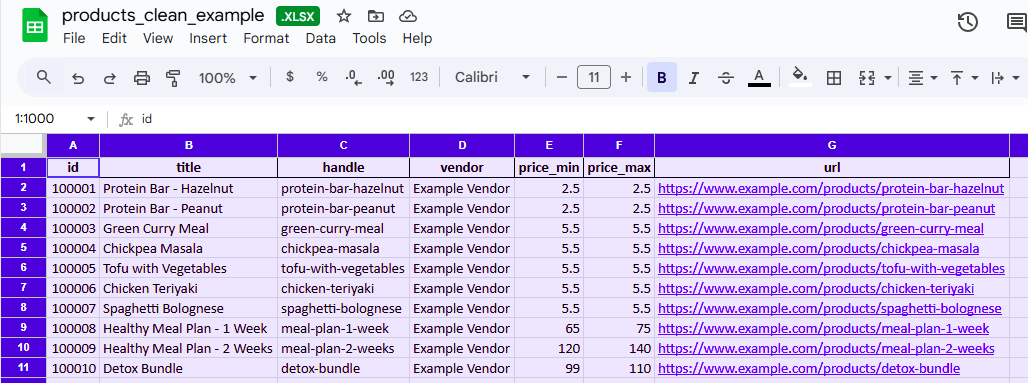 products_clean_example .XLSX
File Edit View Insert Format Data Tools Help
100% $ % .0 .00 123 Calibri 11 B I S A
1:1000 fx id
A B C D E F G
1 id title handle vendor price_min price_max url
2 100001 Protein Bar - Hazelnut protein-bar-hazelnut Example Vendor 2.5 2.5 https://www.example.com/products/protein-bar-hazelnut
3 100002 Protein Bar - Peanut protein-bar-peanut Example Vendor 2.5 2.5 https://www.example.com/products/protein-bar-peanut
4 100003 Green Curry Meal green-curry-meal Example Vendor 5.5 5.5 https://www.example.com/products/green-curry-meal
5 100004 Chickpea Masala chickpea-masala Example Vendor 5.5 5.5 https://www.example.com/products/chickpea-masala
6 100005 Tofu with Vegetables tofu-with-vegetables Example Vendor 5.5 5.5 https://www.example.com/products/tofu-with-vegetables
7 100006 Chicken Teriyaki chicken-teriyaki Example Vendor 5.5 5.5 https://www.example.com/products/chicken-teriyaki
8 100007 Spaghetti Bolognese spaghetti-bolognese Example Vendor 5.5 5.5 https://www.example.com/products/spaghetti-bolognese
9 100008 Healthy Meal Plan - 1 Week meal-plan-1-week Example Vendor 65 75 https://www.example.com/products/meal-plan-1-week
10 100009 Healthy Meal Plan - 2 Weeks meal-plan-2-weeks Example Vendor 120 140 https://www.example.com/products/meal-plan-2-weeks
11 100010 Detox Bundle detox-bundle Example Vendor 99 110 https://www.example.com/products/detox-bundle